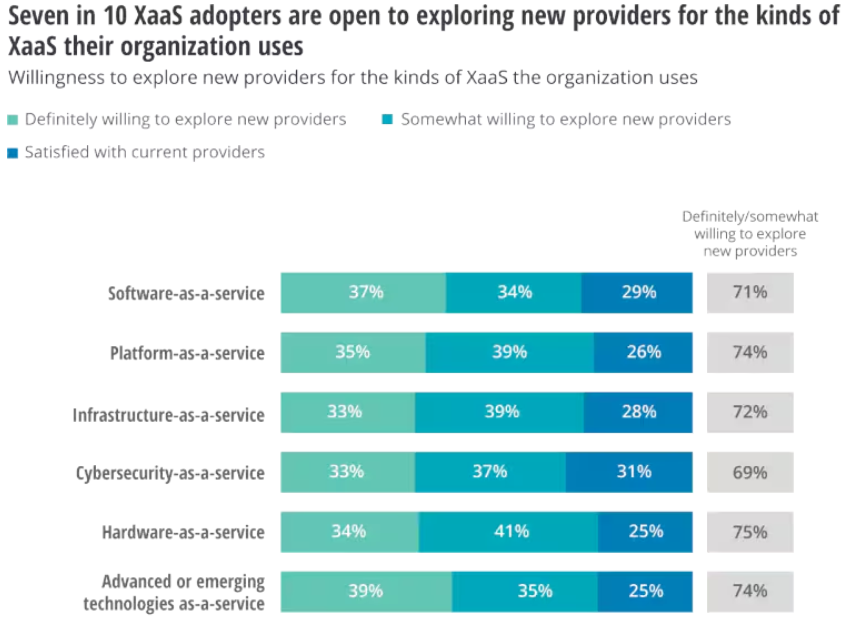 Seven in 10 XaaS adopters are open to exploring new providers for the kinds of
XaaS their organization uses
Willingness to explore new providers for the kinds of XaaS the organization uses
Definitely willing to explore new providers Somewhat willing to explore new providers
Satisfied with current providers
Definitely/somewhat
willing to explore
new providers
Software-as-a-service 37% 34% 29% 71%
Platform-as-a-service 35% 39% 26% 74%
Infrastructure-as-a-service 33% 39% 28% 72%
Cybersecurity-as-a-service 33% 37% 31% 69%
Hardware-as-a-service 34% 41% 25% 75%
Advanced or emerging
technologies as-a-service 39% 35% 25% 74%